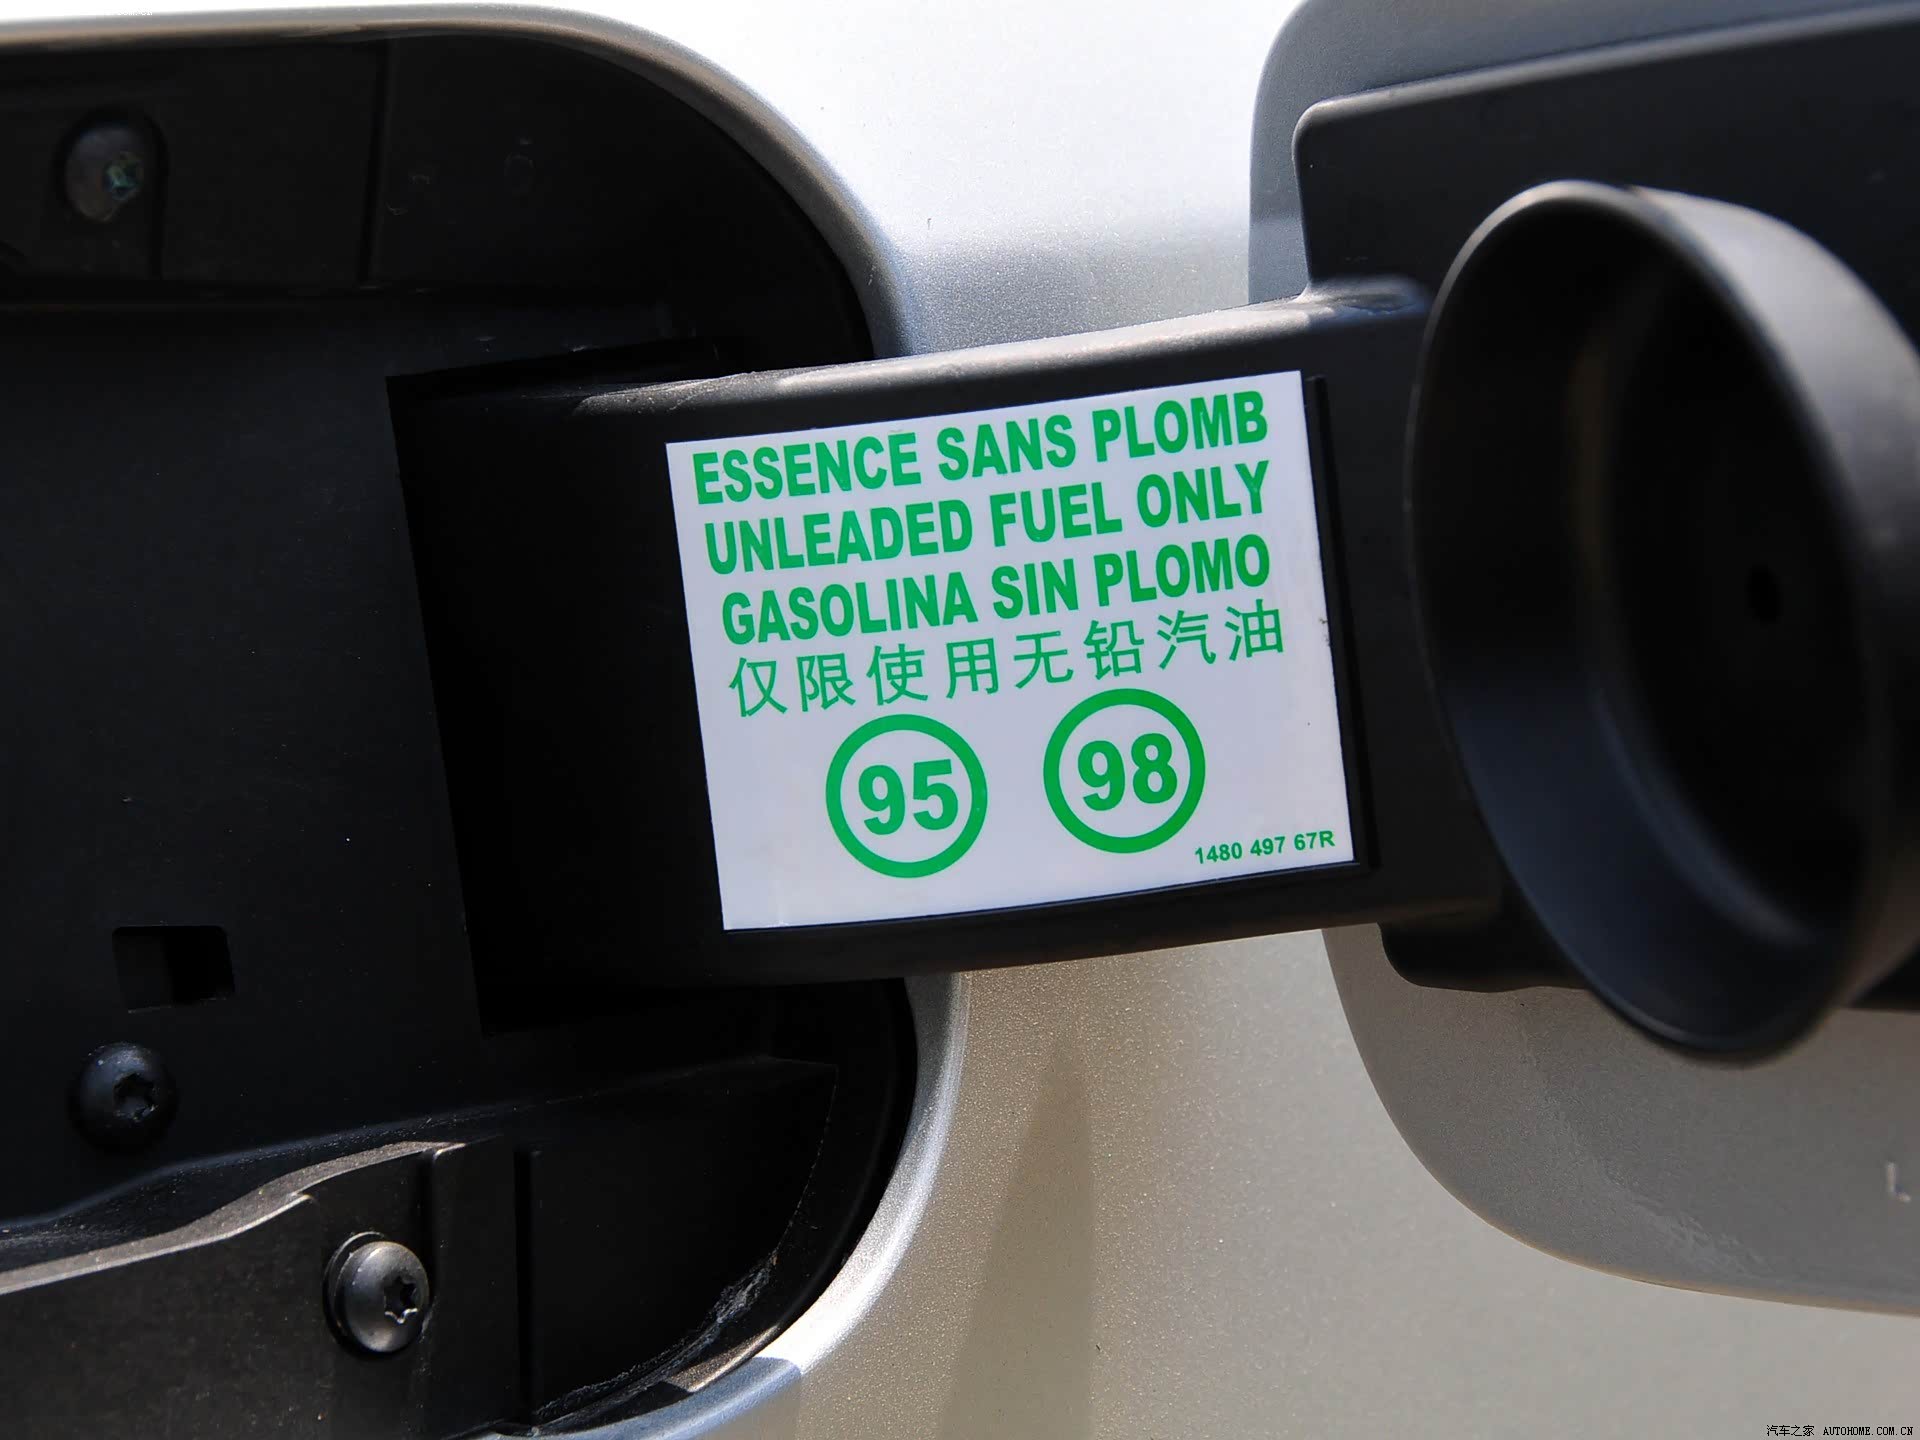 ESSENCE SANS PLOMB
UNLEADED FUEL ONLY
GASOLINA SIN PLOMO
仅限使用无铅汽油
95 98
1480 497 67R
汽车之家 AUTOHOME.COM.CN